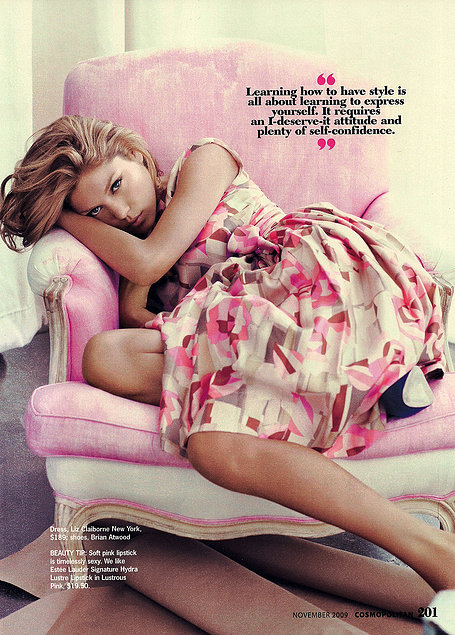 ❝
Learning how to have style is
all about learning to express
yourself. It requires
an I-deserve-it attitude and
plenty of self-confidence.
❞
Dress, Liz Claiborne New York,
$189; shoes, Brian Atwood
BEAUTY TIP: Soft pink lipstick
is timelessly sexy. We like
Estée Lauder Signature Hydra
Lustre Lipstick in Lustrous
Pink, $19.50.
NOVEMBER 2009 COSMOPOLITAN 201